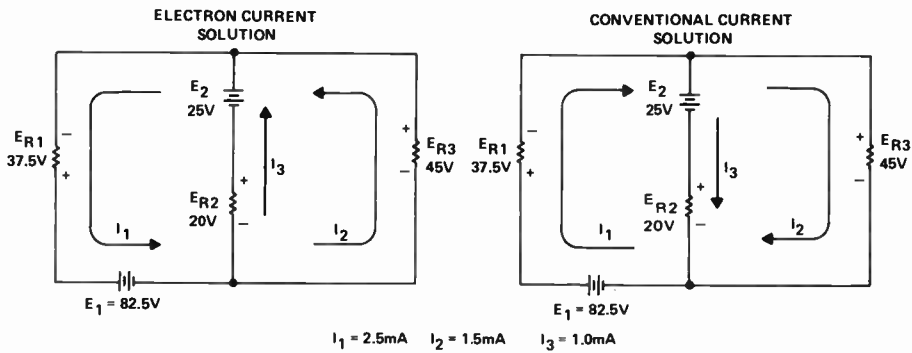 ELECTRON CURRENT
SOLUTION
E2
25V
ER1
37.5V
−
+
+
ER2
20V
−
I3
+
−
ER3
45V
I1
I2
E1 = 82.5V
CONVENTIONAL CURRENT
SOLUTION
E2
25V
ER1
37.5V
−
+
+
ER2
20V
−
I3
+
−
ER3
45V
I1
I2
E1 = 82.5V
I1 = 2.5mA I2 = 1.5mA I3 = 1.0mA